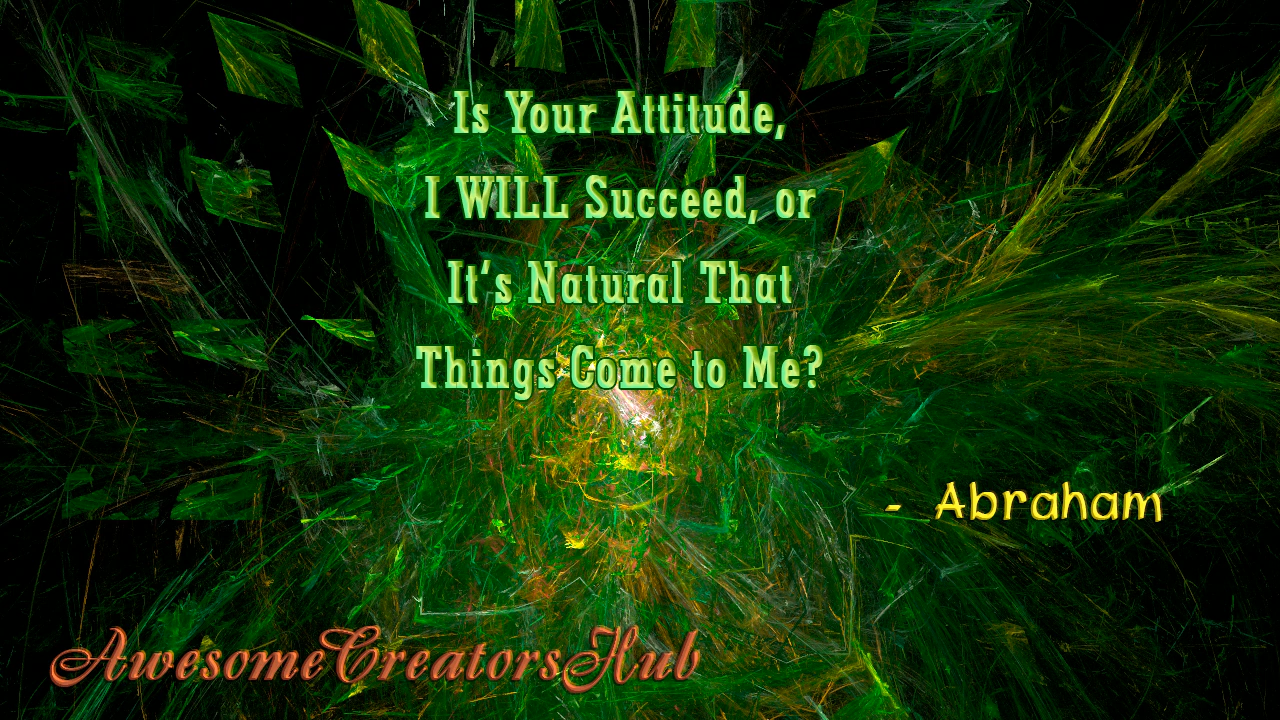 Is Your Attitude,
I WILL Succeed, or
It's Natural That
Things Come to Me?
- Abraham
AwesomeCreatorsHub